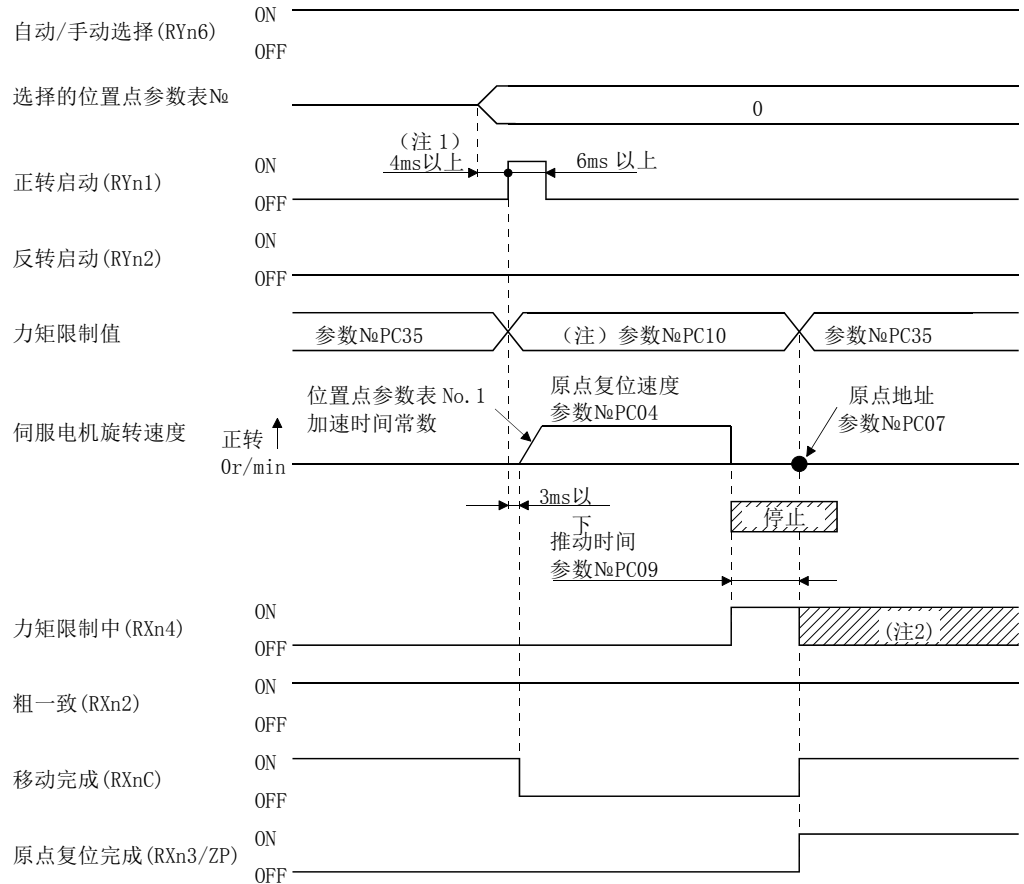 ON
自动/手动选择(RYn6)
OFF
选择的位置点参数表№
0
(注 1)
4ms以上
6ms 以上
ON
正转启动(RYn1)
OFF
ON
反转启动(RYn2)
OFF
力矩限制值
参数№PC35
(注)参数№PC10
参数№PC35
位置点参数表 No.1
加速时间常数
原点复位速度
参数№PC04
原点地址
参数№PC07
伺服电机旋转速度
正转
0r/min
3ms以
下
停止
推动时间
参数№PC09
ON
力矩限制中(RXn4)
OFF
(注2)
ON
粗一致(RXn2)
OFF
ON
移动完成(RXnC)
OFF
ON
原点复位完成(RXn3/ZP)
OFF